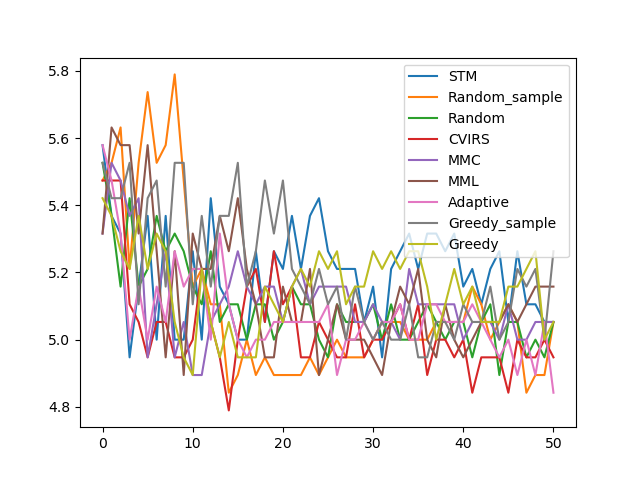 5.8
5.6
5.4
5.2
5.0
4.8
0
10
20
30
40
50
STM
Random_sample
Random
CVIRS
MMC
MML
Adaptive
Greedy_sample
Greedy